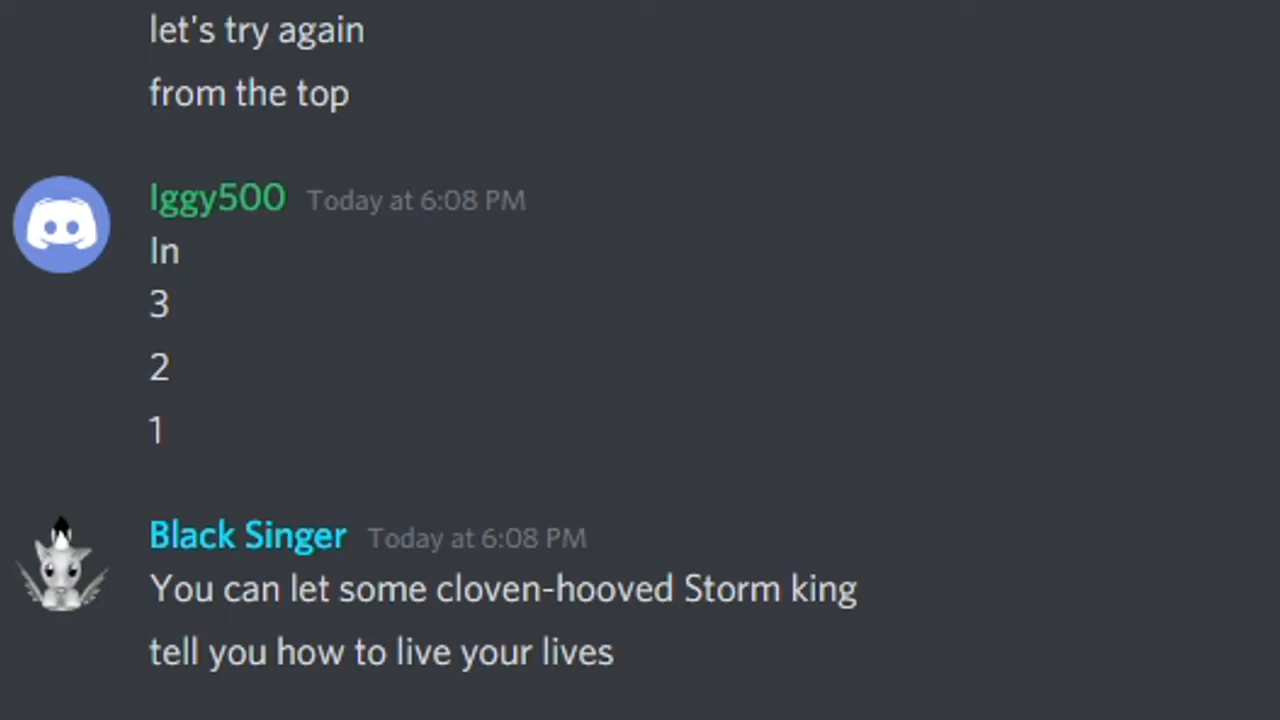 let's try again
from the top
Iggy500 Today at 6:08 PM
In
3
2
1
Black Singer Today at 6:08 PM
You can let some cloven-hooved Storm king
tell you how to live your lives